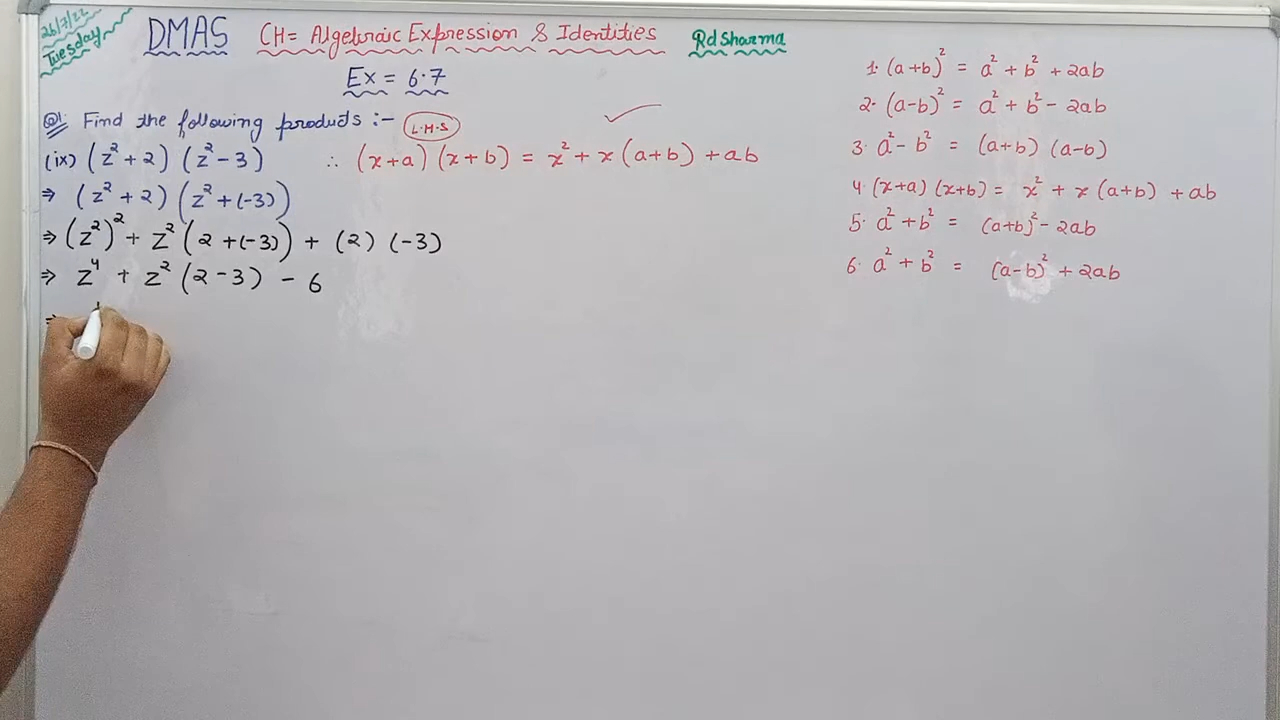 26/7/22
Tuesday
DMAS CH= Algebraic Expression & Identities Rd Sharma
Ex = 6.7
Q1. Find the following products :- L.H.S
(ix) (z² + 2) (z² - 3) ∴ (x+a) (x+b) = x² + x (a+b) + ab
⇒ (z² + 2) (z² + (-3))
⇒ (z²)² + z² (2 + (-3)) + (2) (-3)
⇒ z⁴ + z² (2 - 3) - 6
⇒
1. (a+b)² = a² + b² + 2ab
2. (a-b)² = a² + b² - 2ab
3. a² - b² = (a+b) (a-b)
4. (x+a) (x+b) = x² + x (a+b) + ab
5. a² + b² = (a+b)² - 2ab
6. a² + b² = (a-b)² + 2ab